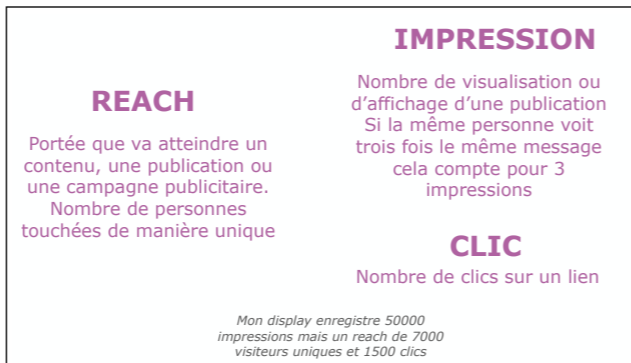 REACH
Portée que va atteindre un
contenu, une publication ou
une campagne publicitaire.
Nombre de personnes
touchées de manière unique
IMPRESSION
Nombre de visualisation ou
d’affichage d’une publication
Si la même personne voit
trois fois le même message
cela compte pour 3
impressions
CLIC
Nombre de clics sur un lien
Mon display enregistre 50000
impressions mais un reach de 7000
visiteurs uniques et 1500 clics